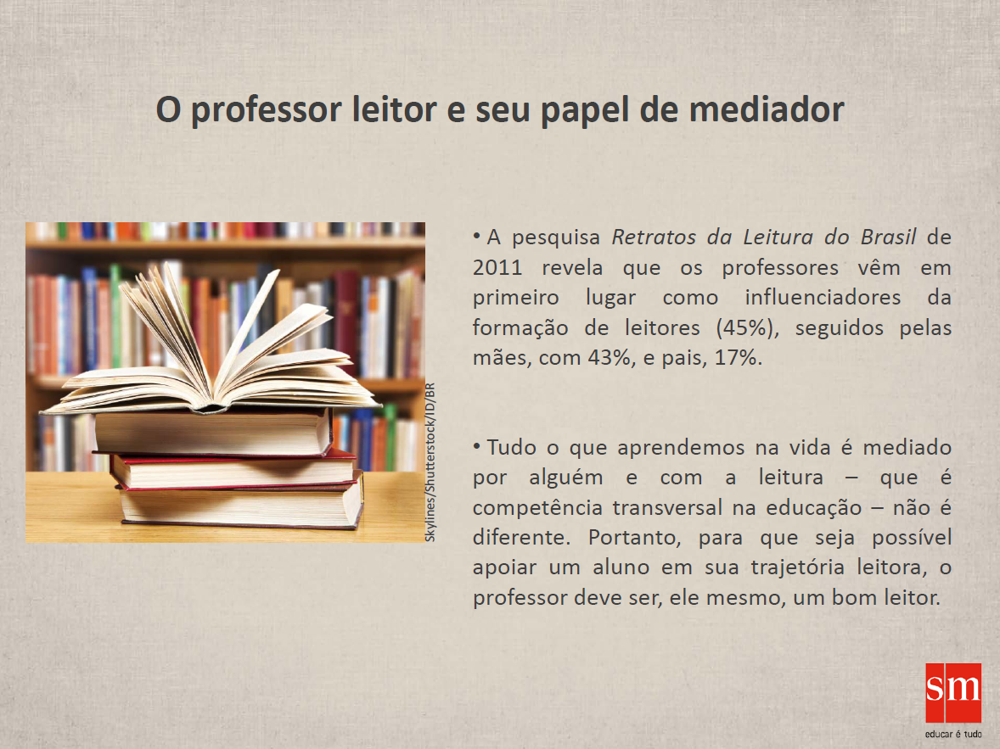 O professor leitor e seu papel de mediador
• A pesquisa Retratos da Leitura do Brasil de
2011 revela que os professores vêm em
primeiro lugar como influenciadores da
formação de leitores (45%), seguidos pelas
mães, com 43%, e pais, 17%.
• Tudo o que aprendemos na vida é mediado
por alguém e com a leitura – que é
competência transversal na educação – não é
diferente. Portanto, para que seja possível
apoiar um aluno em sua trajetória leitora, o
professor deve ser, ele mesmo, um bom leitor.
Skylines/Shutterstock/ID/BR
sm
educar é tudo